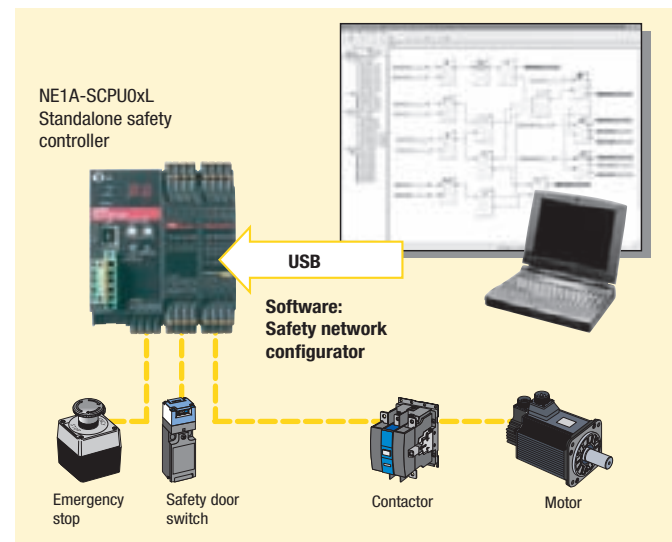 NE1A-SCPU0xL
Standalone safety
controller
USB
Software:
Safety network
configurator
Emergency
stop
Safety door
switch
Contactor
Motor